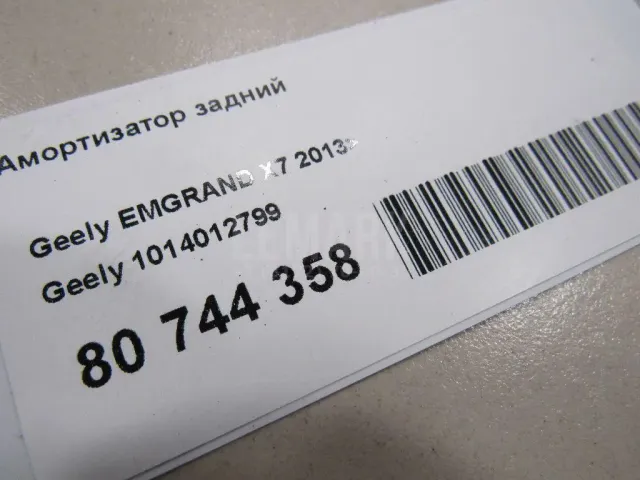 Амортизатор задний
Geely EMGRAND X7 2013>
Geely 1014012799
80 744 358